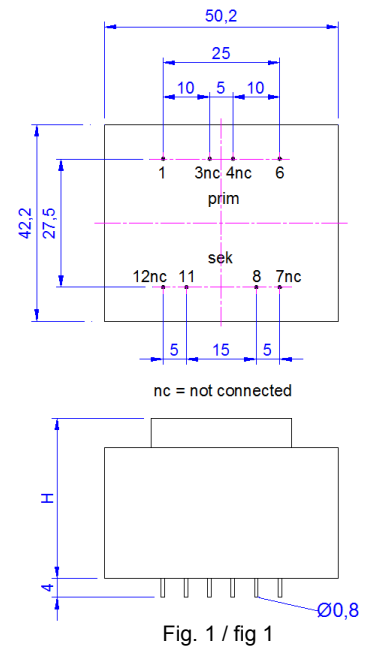 50,2
25
10 5 10
1 3nc 4nc 6
prim
42,2
27,5
sek
12nc 11 8 7nc
5 15 5
nc = not connected
H
4
Ø0,8
Fig. 1 / fig 1